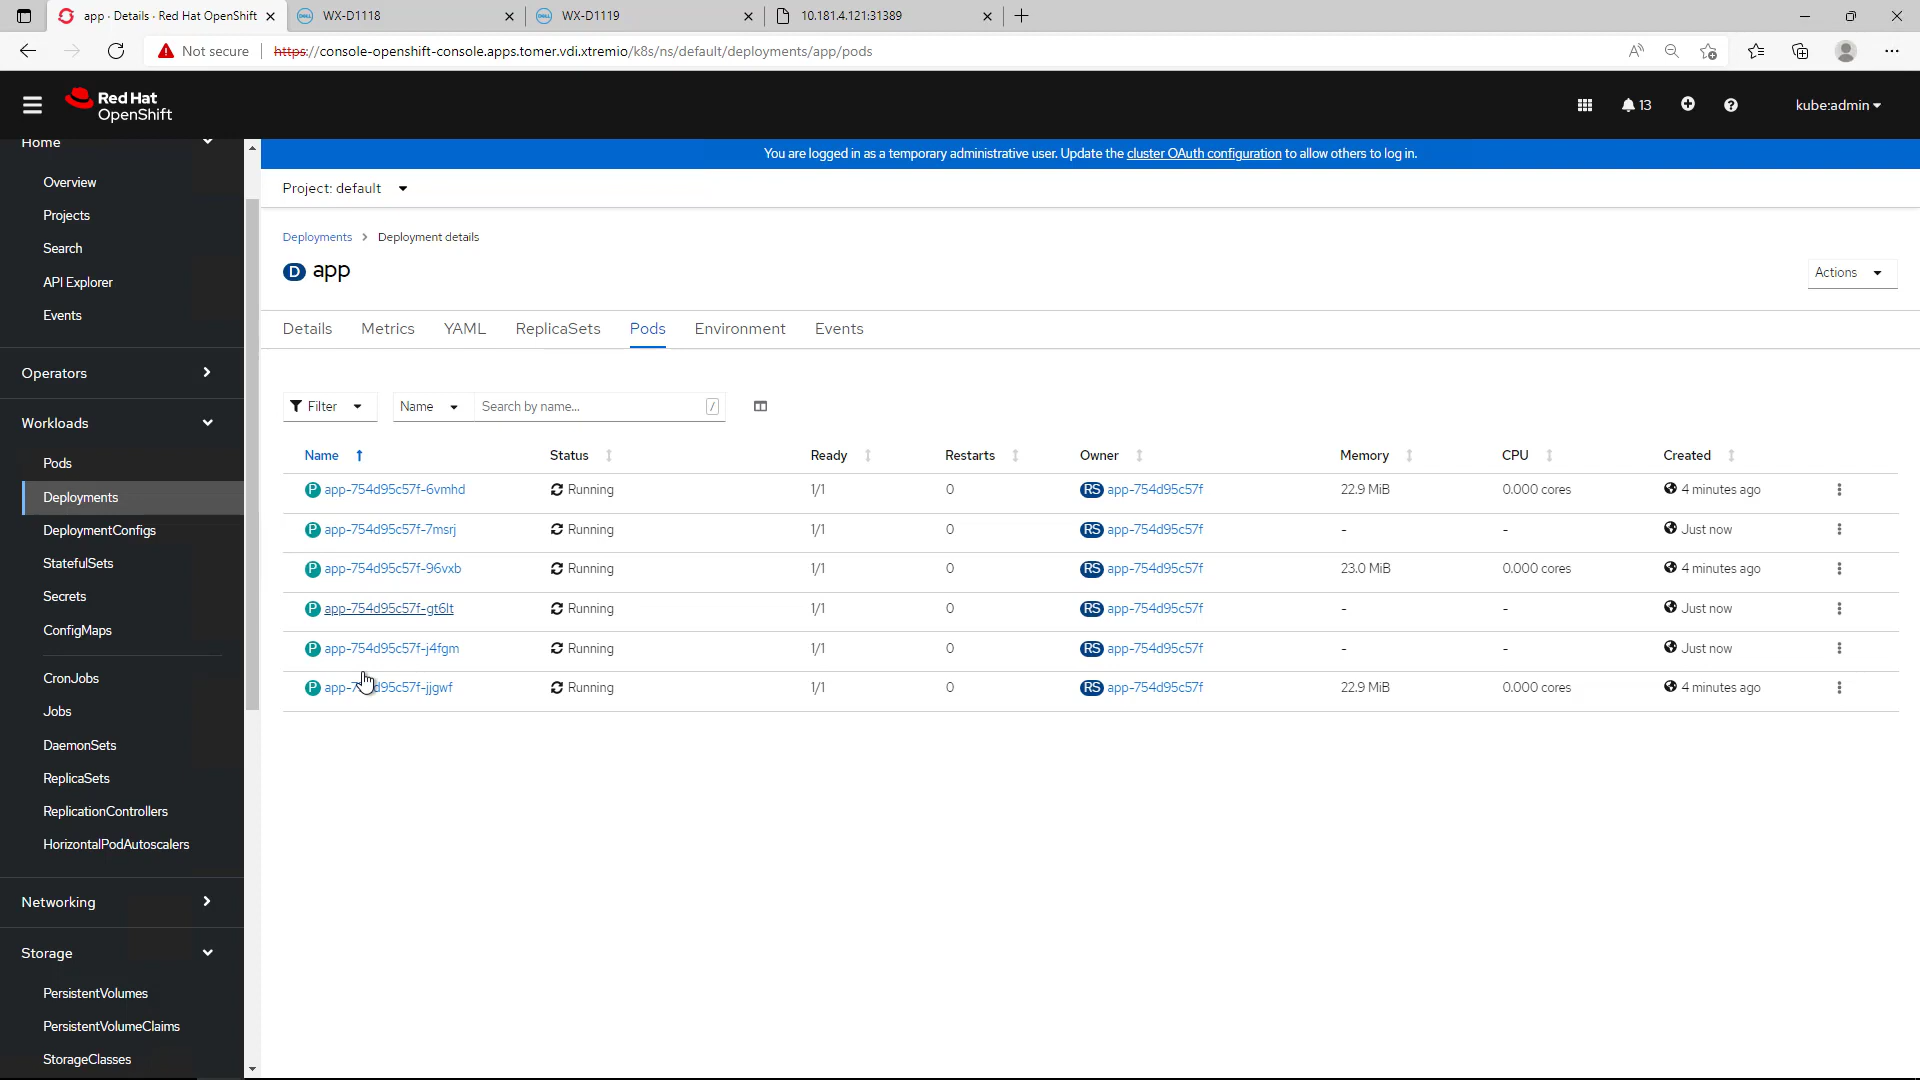 app · Details · Red Hat OpenShift
WX-D1118
WX-D1119
10.181.4.121:31389
Not secure
https://console-openshift-console.apps.tomer.vdi.xtremio/k8s/ns/default/deployments/app/pods
Red Hat
OpenShift
13
kube:admin
You are logged in as a temporary administrative user. Update the cluster OAuth configuration to allow others to log in.
Home
Overview
Projects
Search
API Explorer
Events
Operators
Workloads
Pods
Deployments
DeploymentConfigs
StatefulSets
Secrets
ConfigMaps
CronJobs
Jobs
DaemonSets
ReplicaSets
ReplicationControllers
HorizontalPodAutoscalers
Networking
Storage
PersistentVolumes
PersistentVolumeClaims
StorageClasses
Project: default
Deployments > Deployment details
D app
Actions
Details Metrics YAML ReplicaSets Pods Environment Events
Filter Name Search by name... /
Name Status Ready Restarts Owner Memory CPU Created
P app-754d95c57f-6vmhd Running 1/1 0 RS app-754d95c57f 22.9 MiB 0.000 cores 4 minutes ago
P app-754d95c57f-7msrj Running 1/1 0 RS app-754d95c57f - - Just now
P app-754d95c57f-96vxb Running 1/1 0 RS app-754d95c57f 23.0 MiB 0.000 cores 4 minutes ago
P app-754d95c57f-gt6lt Running 1/1 0 RS app-754d95c57f - - Just now
P app-754d95c57f-j4fgm Running 1/1 0 RS app-754d95c57f - - Just now
P app-754d95c57f-jjgwf Running 1/1 0 RS app-754d95c57f 22.9 MiB 0.000 cores 4 minutes ago